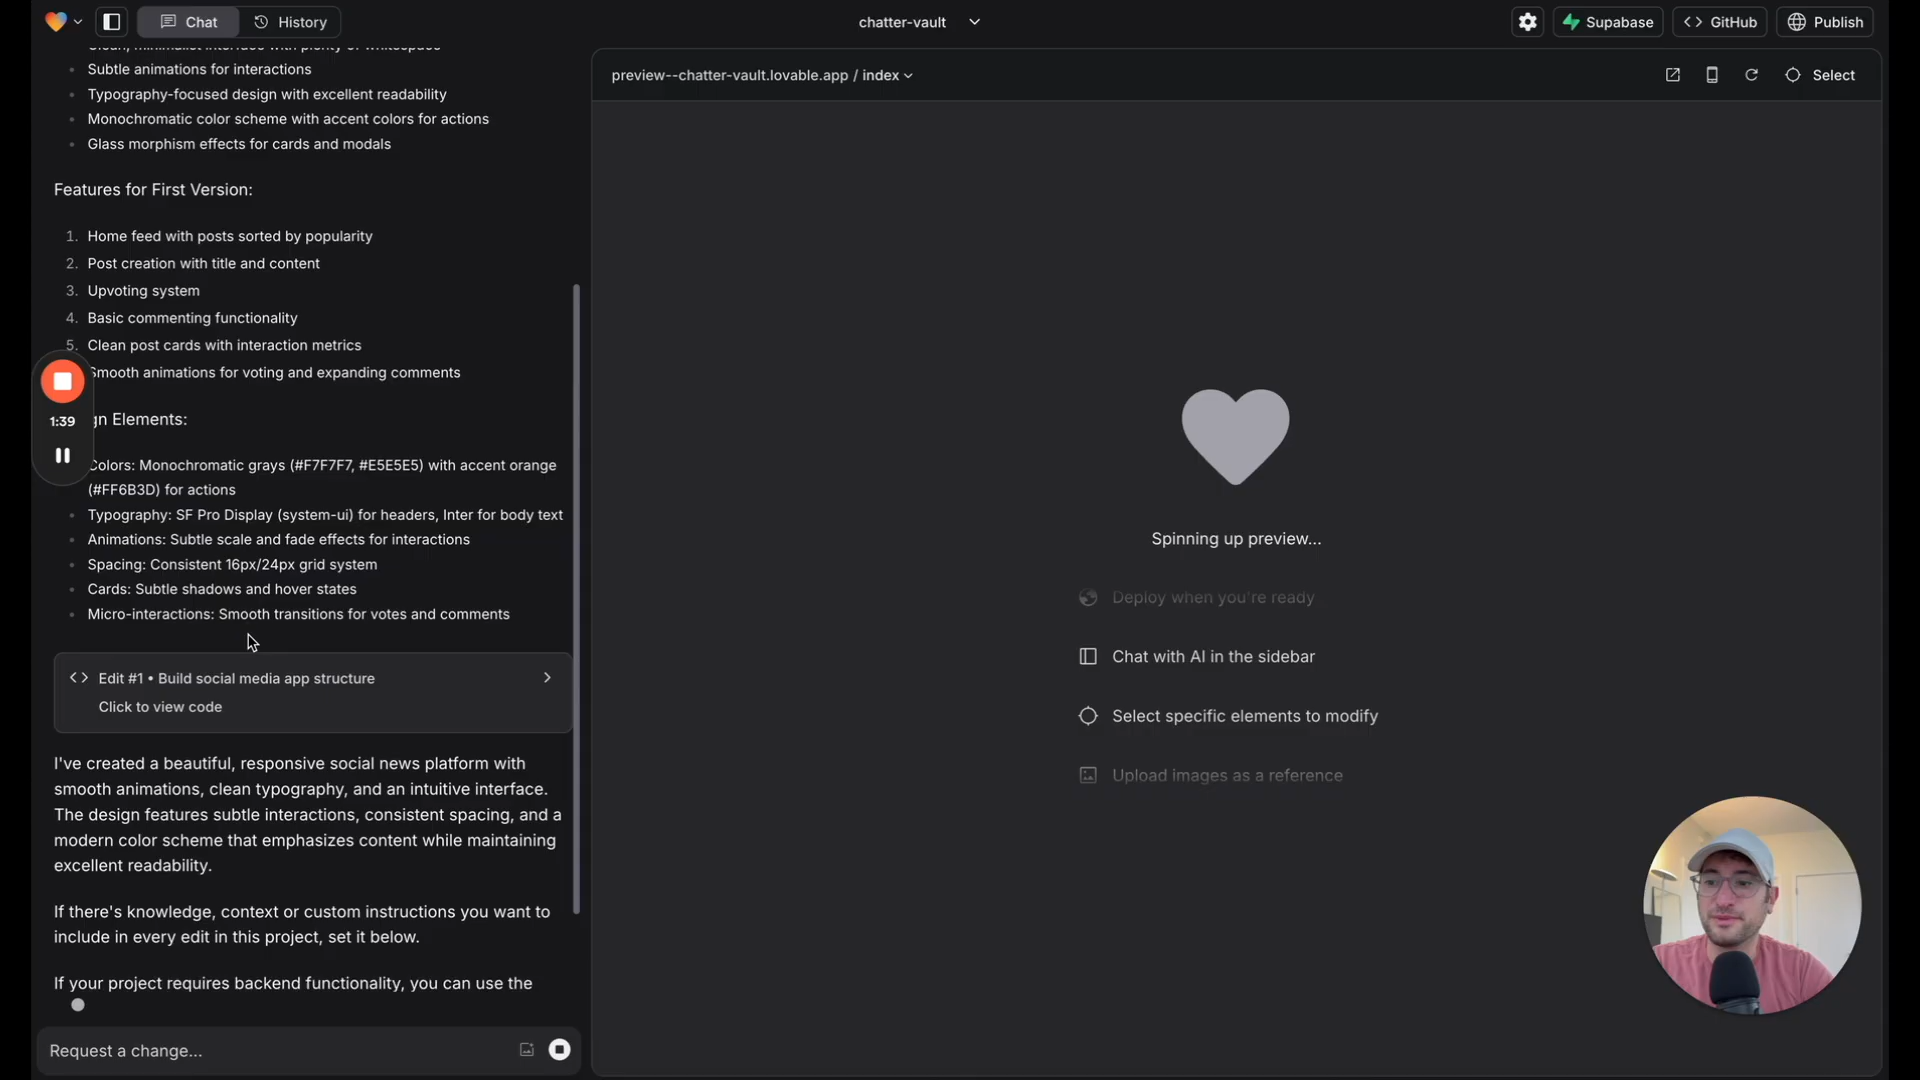 Chat
History
chatter-vault
Supabase
GitHub
Publish
Clean, minimalist interface with plenty of whitespace
Subtle animations for interactions
Typography-focused design with excellent readability
Monochromatic color scheme with accent colors for actions
Glass morphism effects for cards and modals
Features for First Version:
1. Home feed with posts sorted by popularity
2. Post creation with title and content
3. Upvoting system
4. Basic commenting functionality
5. Clean post cards with interaction metrics
Smooth animations for voting and expanding comments
1:39
gn Elements:
Colors: Monochromatic grays (#F7F7F7, #E5E5E5) with accent orange
(#FF6B3D) for actions
Typography: SF Pro Display (system-ui) for headers, Inter for body text
Animations: Subtle scale and fade effects for interactions
Spacing: Consistent 16px/24px grid system
Cards: Subtle shadows and hover states
Micro-interactions: Smooth transitions for votes and comments
Edit #1 • Build social media app structure
Click to view code
I've created a beautiful, responsive social news platform with
smooth animations, clean typography, and an intuitive interface.
The design features subtle interactions, consistent spacing, and a
modern color scheme that emphasizes content while maintaining
excellent readability.
If there's knowledge, context or custom instructions you want to
include in every edit in this project, set it below.
If your project requires backend functionality, you can use the
Request a change...
preview--chatter-vault.lovable.app / index
Select
Spinning up preview...
Deploy when you're ready
Chat with AI in the sidebar
Select specific elements to modify
Upload images as a reference